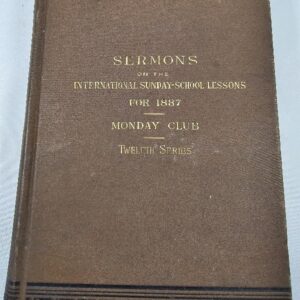 SERMONS
ON THE
INTERNATIONAL SUNDAY-SCHOOL LESSONS
FOR 1887
MONDAY CLUB
TWELFTH SERIES